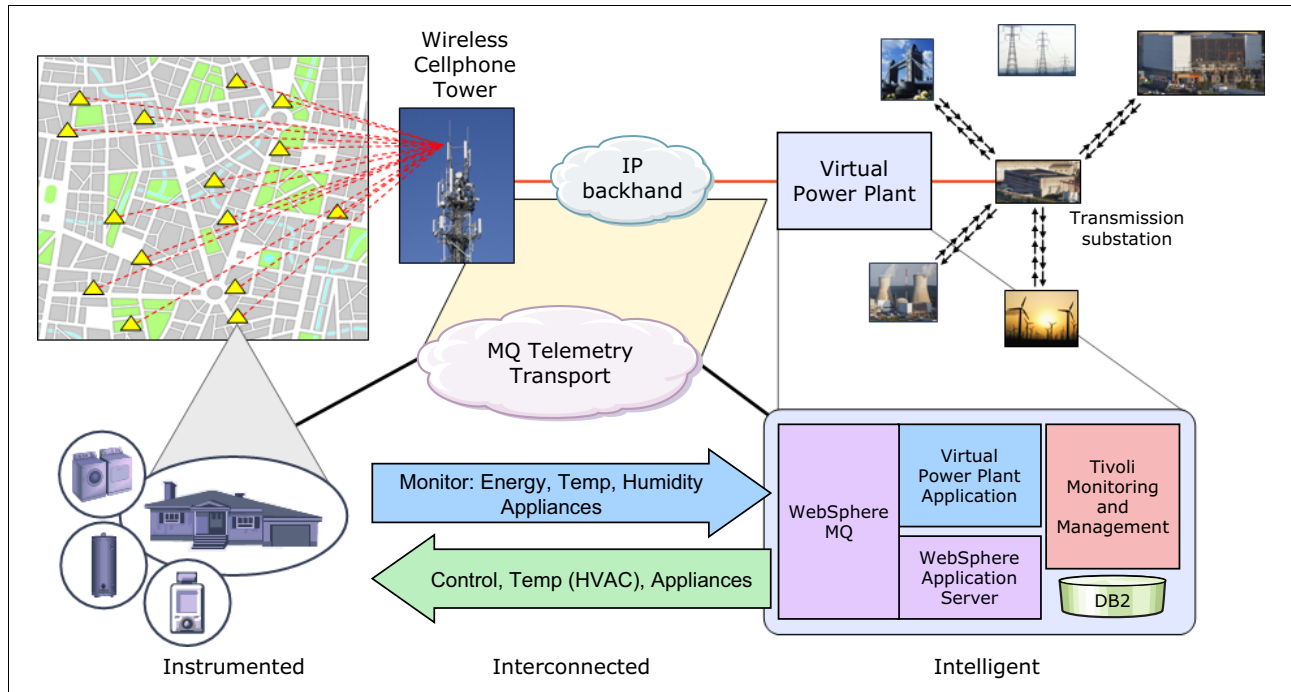 Wireless
Cellphone
Tower
IP
backhand
Virtual
Power Plant
Transmission
substation
MQ Telemetry
Transport
Monitor: Energy, Temp, Humidity
Appliances
Control, Temp (HVAC), Appliances
WebSphere
MQ
Virtual
Power Plant
Application
WebSphere
Application
Server
Tivoli
Monitoring
and
Management
DB2
Instrumented
Interconnected
Intelligent